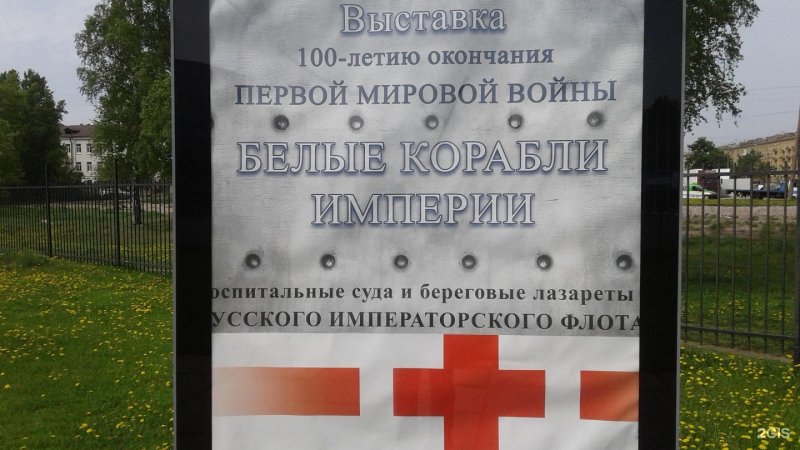 Выставка
100-летию окончания
ПЕРВОЙ МИРОВОЙ ВОЙНЫ
БЕЛЫЕ КОРАБЛИ
ИМПЕРИИ
оспитальные суда и береговые лазареты
УССКОГО ИМПЕРАТОРСКОГО ФЛОТА
2GIS